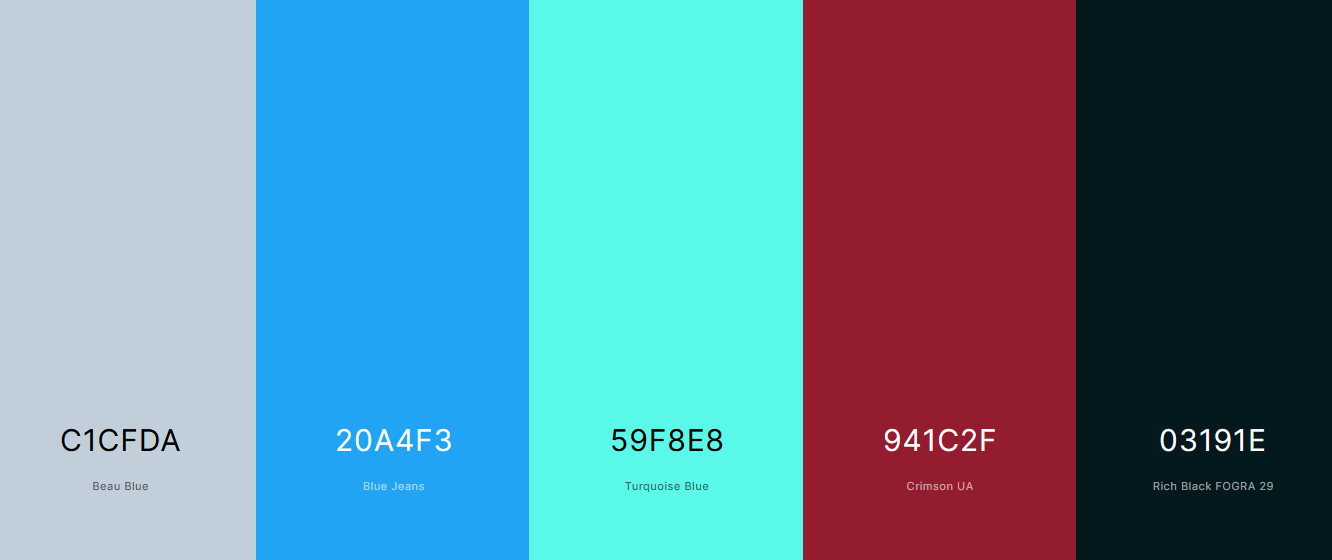 C1CFDA
Beau Blue
20A4F3
Blue Jeans
59F8E8
Turquoise Blue
941C2F
Crimson UA
03191E
Rich Black FOGRA 29